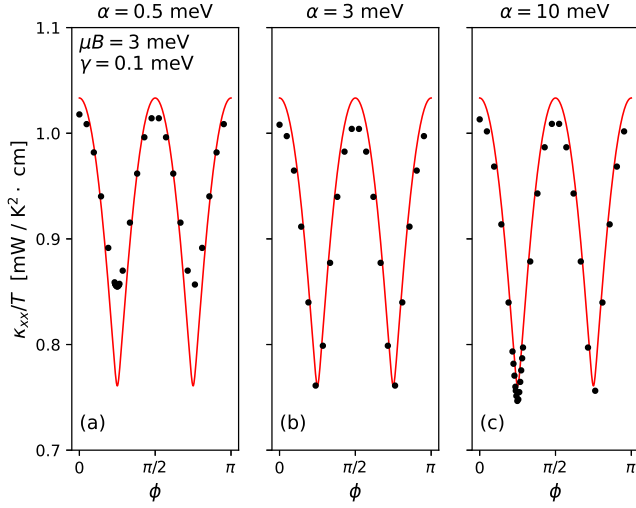 α = 0.5 meV
α = 3 meV
α = 10 meV
μB = 3 meV
γ = 0.1 meV
κxx/T [mW / K² · cm]
1.1
1.0
0.9
0.8
0.7
(a)
(b)
(c)
0 π/2 π
0 π/2 π
0 π/2 π
ϕ
ϕ
ϕ